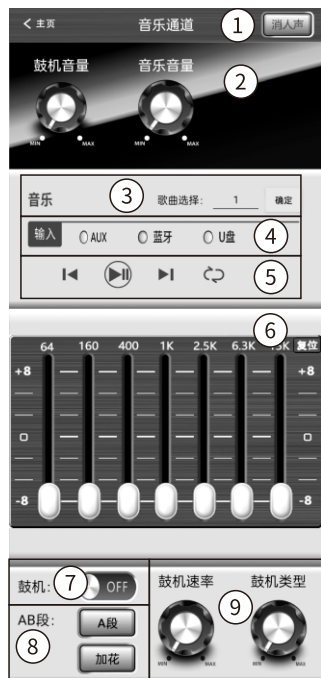 < 主页 音乐通道 1 消人声
鼓机音量 音乐音量 2
MIN MAX MIN MAX
音乐 3 歌曲选择: 1 确定
输入 AUX 蓝牙 U盘 4
5
6
64 160 400 1K 2.5K 6.3K 15K 复位
+8 +8
0 0
-8 -8
鼓机: 7 OFF 鼓机速率 鼓机类型
AB段: A段 9
8 加花 MIN MAX MIN MAX